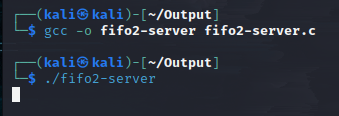 ┌──(kali㉿kali)-[~/Output]
└─$ gcc -o fifo2-server fifo2-server.c
┌──(kali㉿kali)-[~/Output]
└─$ ./fifo2-server